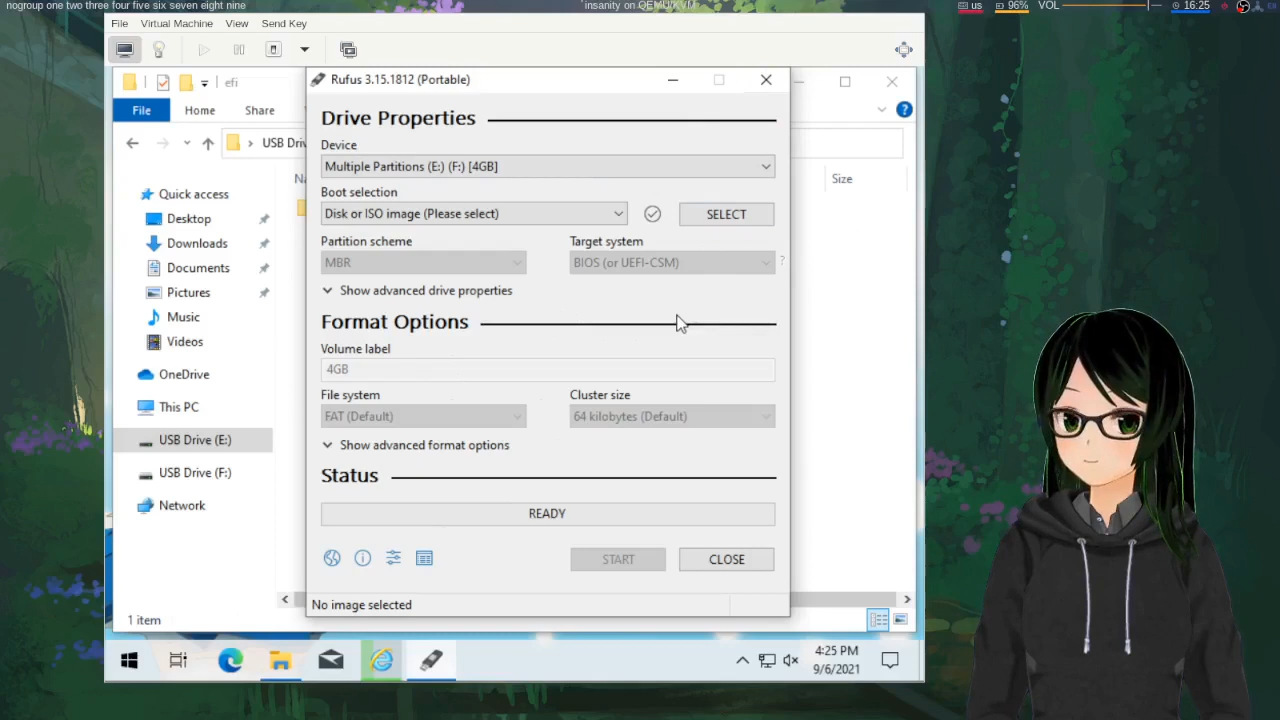 nogroup one two three four five six seven eight nine
*insanity on QEMU/KVM
us
96%
VOL
16:25
File Virtual Machine View Send Key
efi
Rufus 3.15.1812 (Portable)
File Home Share
USB Driv
Size
Quick access
Desktop
Downloads
Documents
Pictures
Music
Videos
OneDrive
This PC
USB Drive (E:)
USB Drive (F:)
Network
1 item
Drive Properties
Device
Multiple Partitions (E:) (F:) [4GB]
Boot selection
Disk or ISO image (Please select)
SELECT
Partition scheme Target system
MBR BIOS (or UEFI-CSM) ?
Show advanced drive properties
Format Options
Volume label
4GB
File system Cluster size
FAT (Default) 64 kilobytes (Default)
Show advanced format options
Status
READY
START CLOSE
No image selected
4:25 PM
9/6/2021